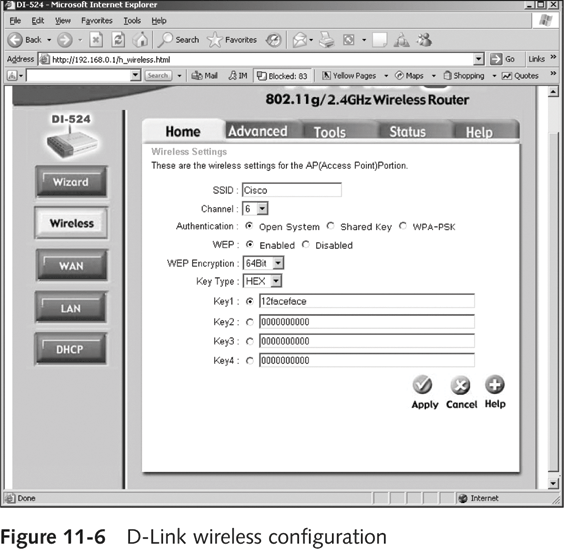 DI-524 - Microsoft Internet Explorer
File Edit View Favorites Tools Help
Back Search Favorites
Address http://192.168.0.1/h_wireless.html Go Links »
Search Mail IM Blocked: 83 Yellow Pages Maps Shopping Quotes »
802.11g/2.4GHz Wireless Router
DI-524
Home Advanced Tools Status Help
Wizard
Wireless
WAN
LAN
DHCP
Wireless Settings
These are the wireless settings for the AP(Access Point)Portion.
SSID : Cisco
Channel : 6
Authentication : Open System Shared Key WPA-PSK
WEP : Enabled Disabled
WEP Encryption : 64Bit
Key Type : HEX
Key1 : 12faceface
Key2 : 0000000000
Key3 : 0000000000
Key4 : 0000000000
Apply Cancel Help
Done Internet
Figure 11-6 D-Link wireless configuration